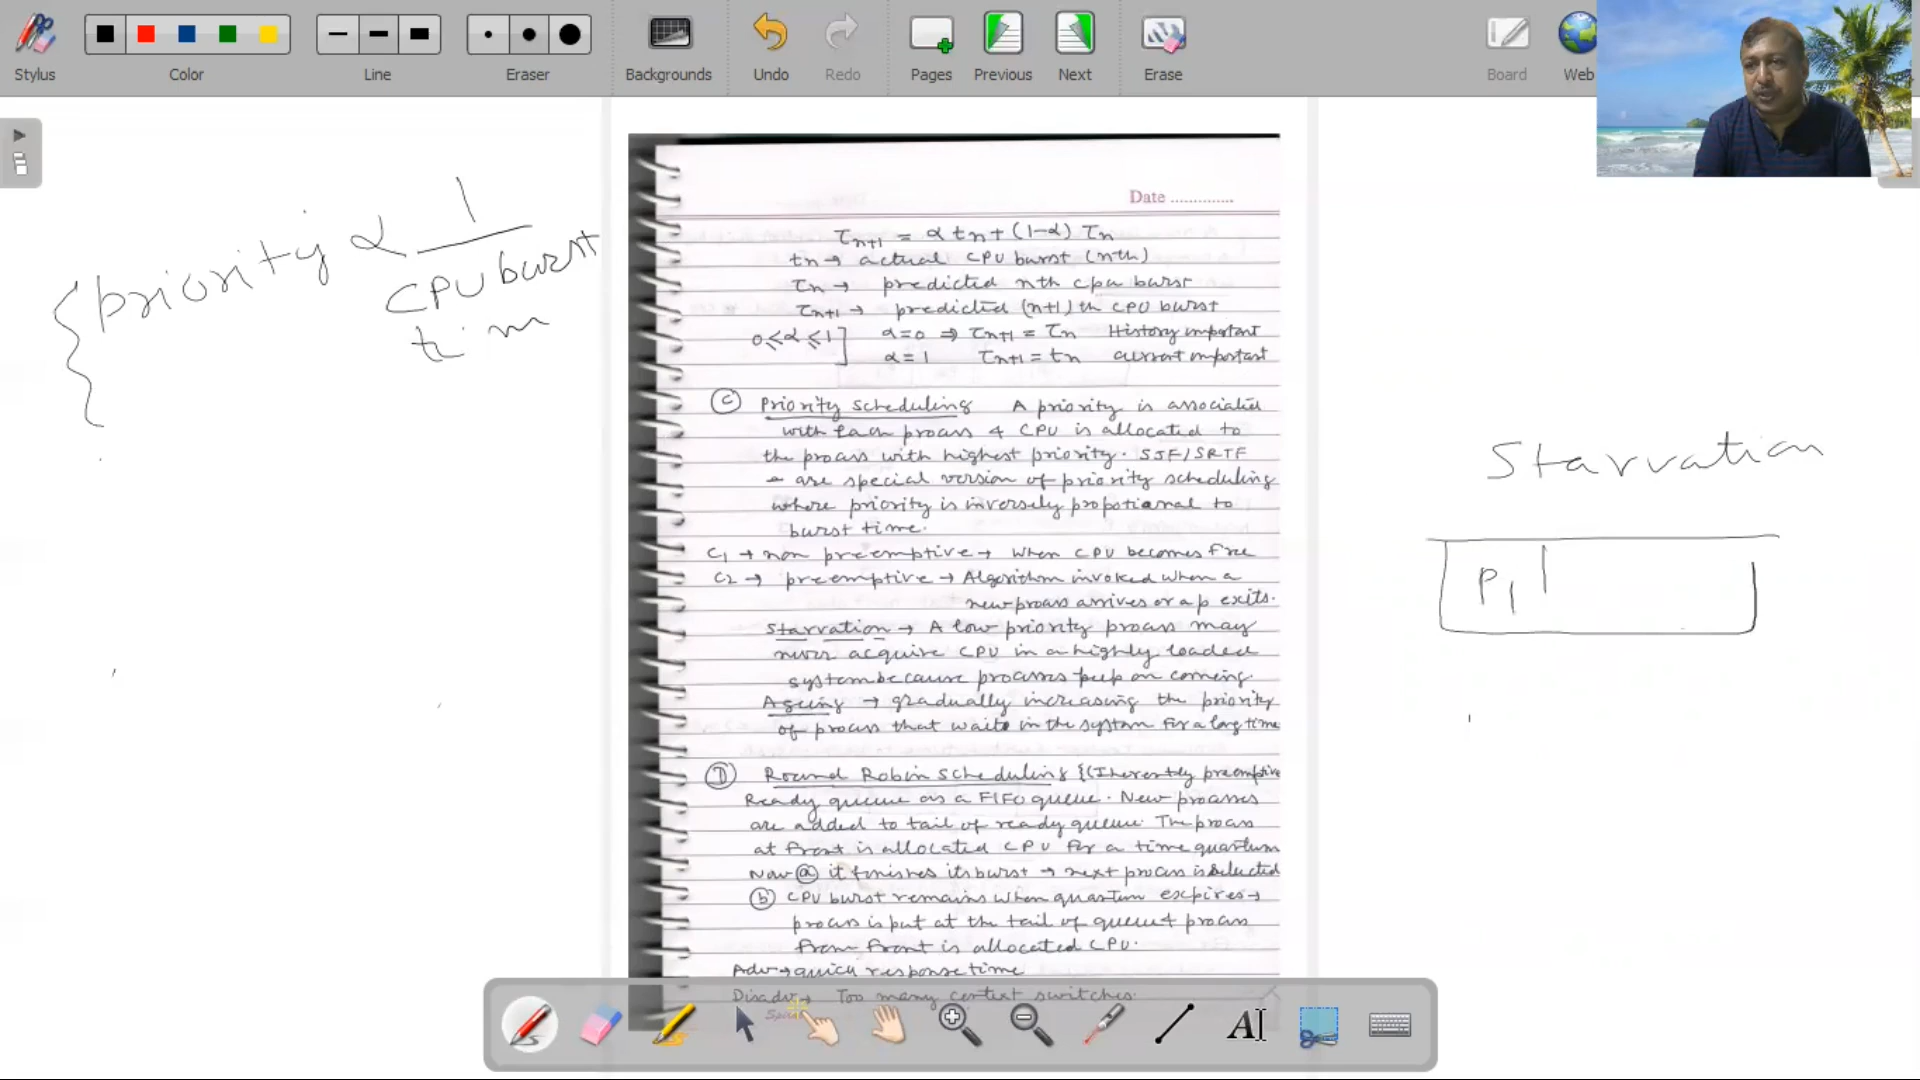 Stylus
Color
Line
Eraser
Backgrounds
Undo
Redo
Pages
Previous
Next
Erase
Board
Web
priority α 1
CPU burst
tim
Date ..............
τn+1 = α tn + (1-α) τn
tn → actual CPU burst (nth)
τn → predicted nth cpu burst
τn+1 → predicted (n+1)th CPU burst
0≤α≤1] α=0 ⇒ τn+1 = τn History important
α=1 τn+1 = tn current important
(C) Priority scheduling A priority is associated
with each process & CPU is allocated to
the process with highest priority. SJF/SRTF
are special version of priority scheduling
where priority is inversely propotional to
burst time.
C1 → non preemptive → when CPU becomes free
C2 → preemptive → Algorithm invoked when a
new process arrives or a p exits.
Starvation → A low priority process may
never acquire CPU in a highly loaded
system because processes keep on coming.
Ageing → gradually increasing the priority
of process that waits in the system for a long time
(D) Round Robin scheduling {(Inherently preemptive
Ready queue as a FIFO queue. New processes
are added to tail of ready queue. The process
at front is allocated CPU for a time quantum
Now (a) it finishes its burst → next process is selected
(b) CPU burst remains when quantum expires →
process is put at the tail of queue & process
from front is allocated CPU.
Adv → quick response time
Disadv → Too many context switches.
Starvation
P1